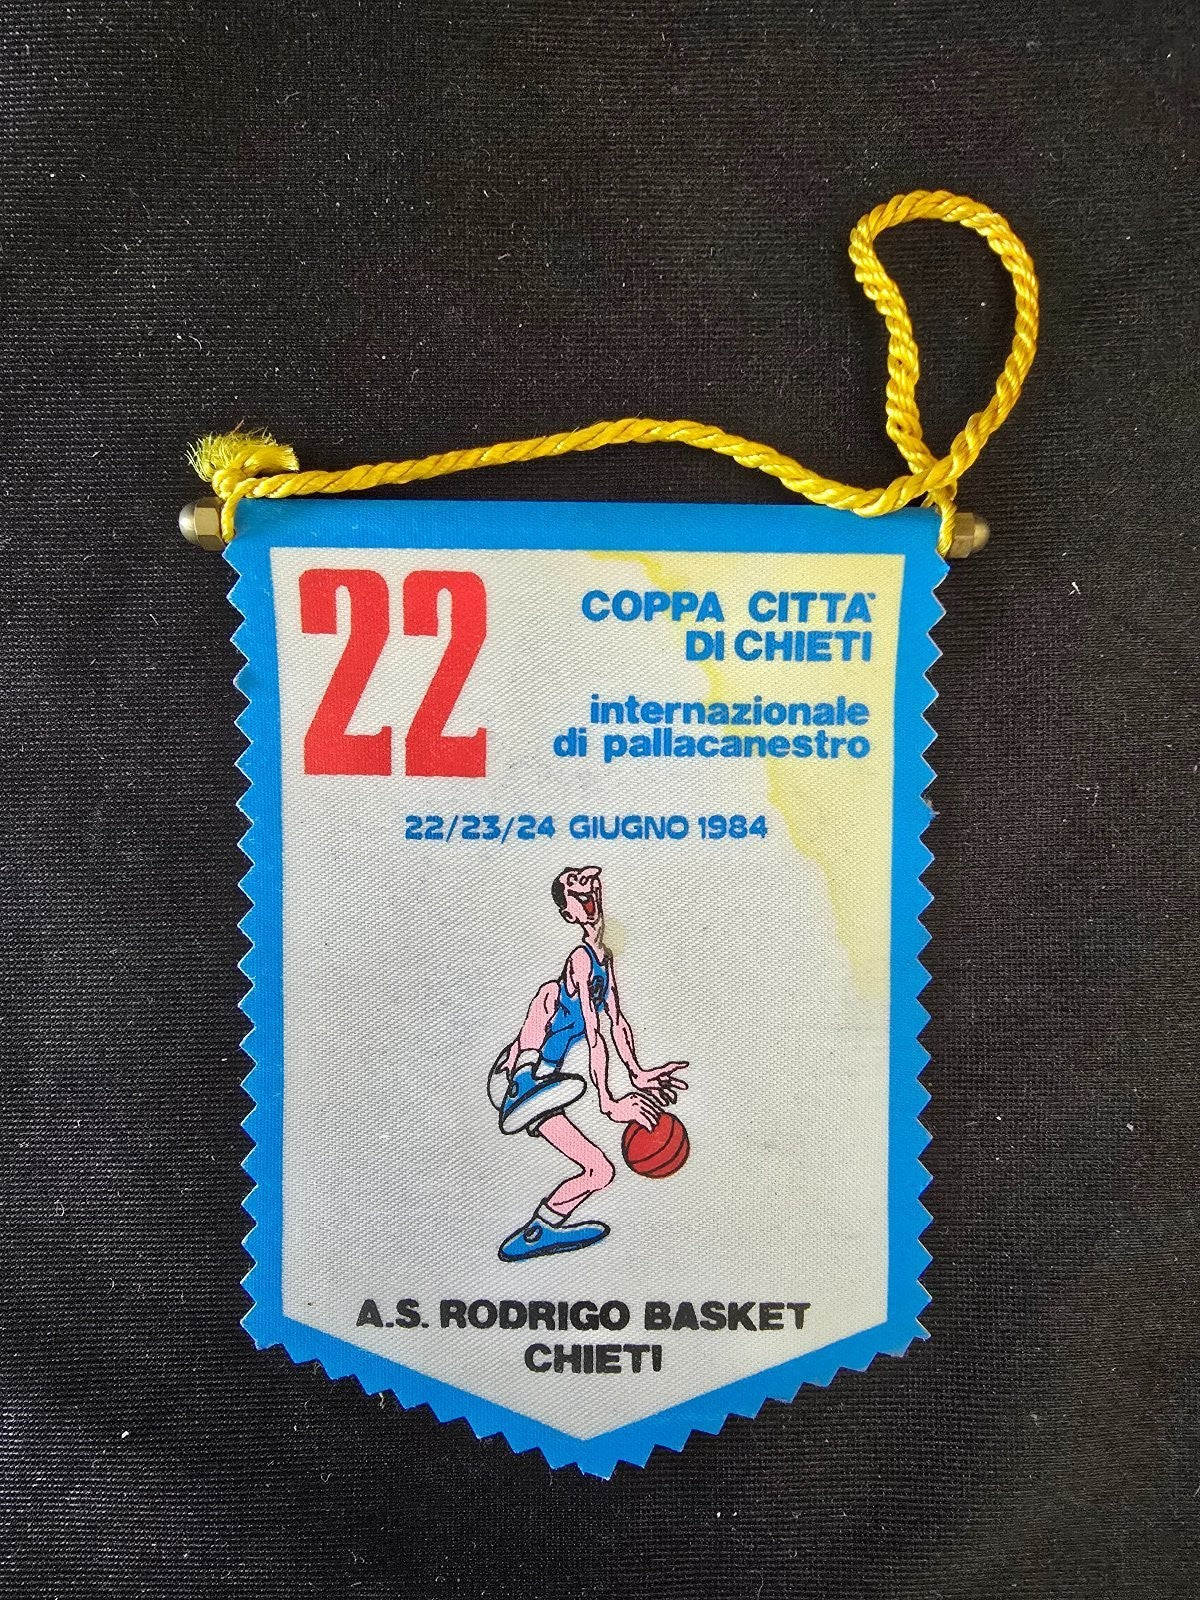 22
COPPA CITTA'
DI CHIETI
internazionale
di pallacanestro
22/23/24 GIUGNO 1984
A.S. RODRIGO BASKET
CHIETI